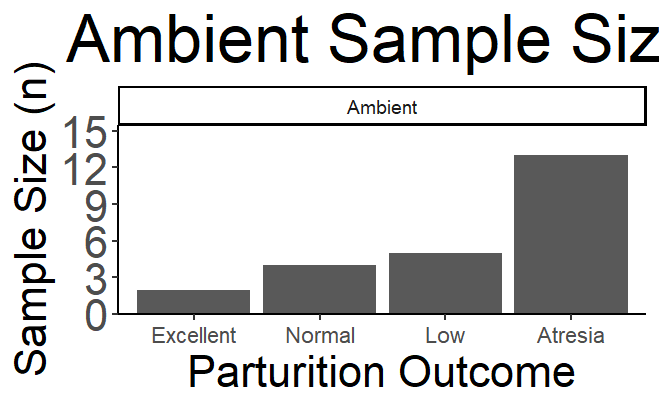 Ambient Sample Siz
Ambient
Sample Size (n)
15
12
9
6
3
0
Excellent Normal Low Atresia
Parturition Outcome